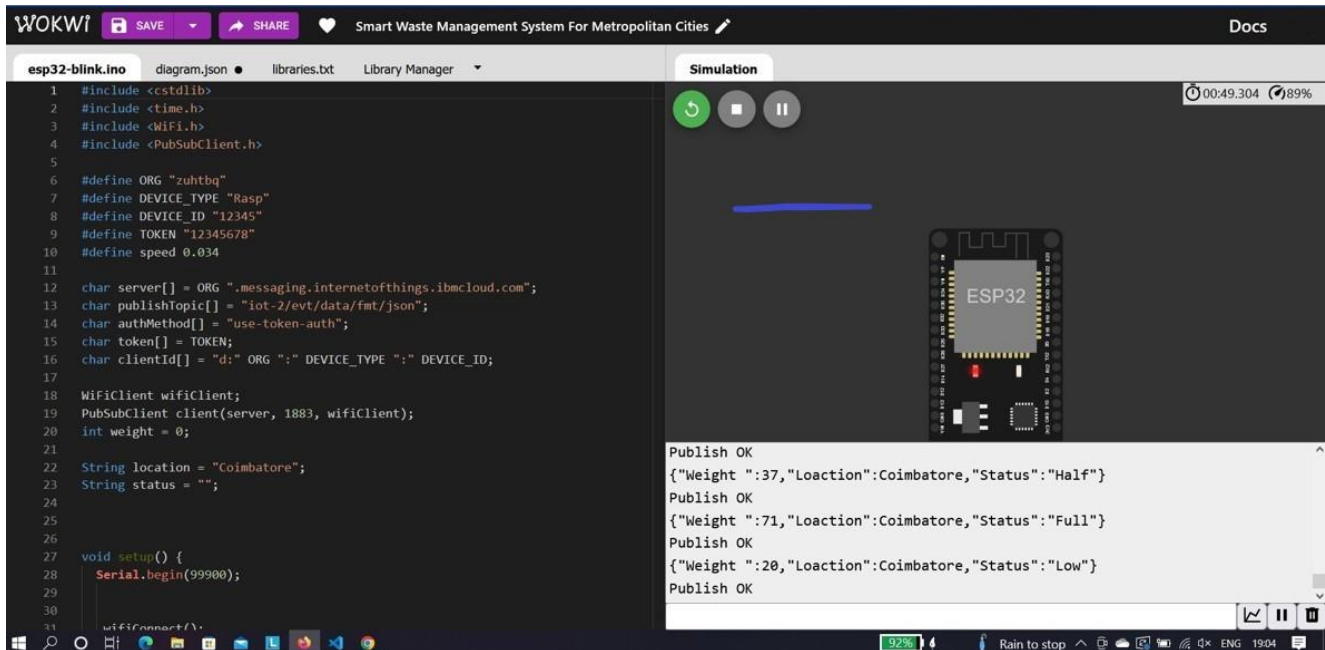 WOKWI SAVE SHARE Smart Waste Management System For Metropolitan Cities Docs
esp32-blink.ino diagram.json ● libraries.txt Library Manager Simulation
00:49.304 89%
1 #include <cstdlib>
2 #include <time.h>
3 #include <WiFi.h>
4 #include <PubSubClient.h>
5
6 #define ORG "zuhtbq"
7 #define DEVICE_TYPE "Rasp"
8 #define DEVICE_ID "12345"
9 #define TOKEN "12345678"
10 #define speed 0.034
11
12 char server[] = ORG ".messaging.internetofthings.ibmcloud.com";
13 char publishTopic[] = "iot-2/evt/data/fmt/json";
14 char authMethod[] = "use-token-auth";
15 char token[] = TOKEN;
16 char clientId[] = "d:" ORG ":" DEVICE_TYPE ":" DEVICE_ID;
17
18 WiFiClient wifiClient;
19 PubSubClient client(server, 1883, wifiClient);
20 int weight = 0;
21
22 String location = "Coimbatore";
23 String status = "";
24
25
26
27 void setup() {
28 Serial.begin(99900);
29
30
31 wifiConnect();
ESP32
Publish OK
{"Weight ":37,"Loaction":Coimbatore,"Status":"Half"}
Publish OK
{"Weight ":71,"Loaction":Coimbatore,"Status":"Full"}
Publish OK
{"Weight ":20,"Loaction":Coimbatore,"Status":"Low"}
Publish OK
92% Rain to stop ENG 19:04